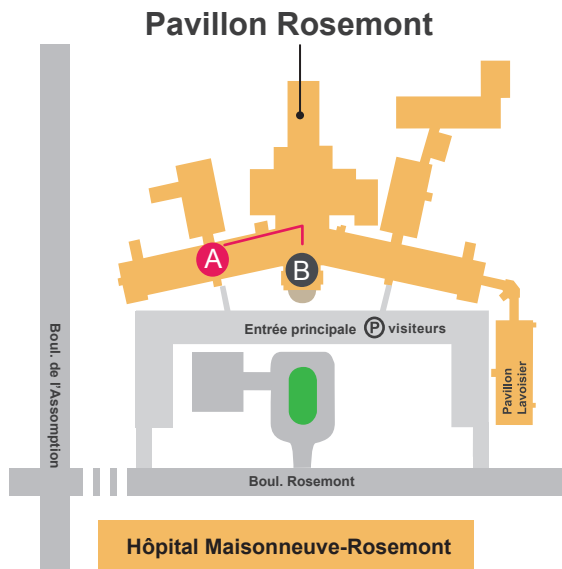 Pavillon Rosemont
A
B
Entrée principale P visiteurs
Boul. de l'Assomption
Pavillon
Lavoisier
Boul. Rosemont
Hôpital Maisonneuve-Rosemont